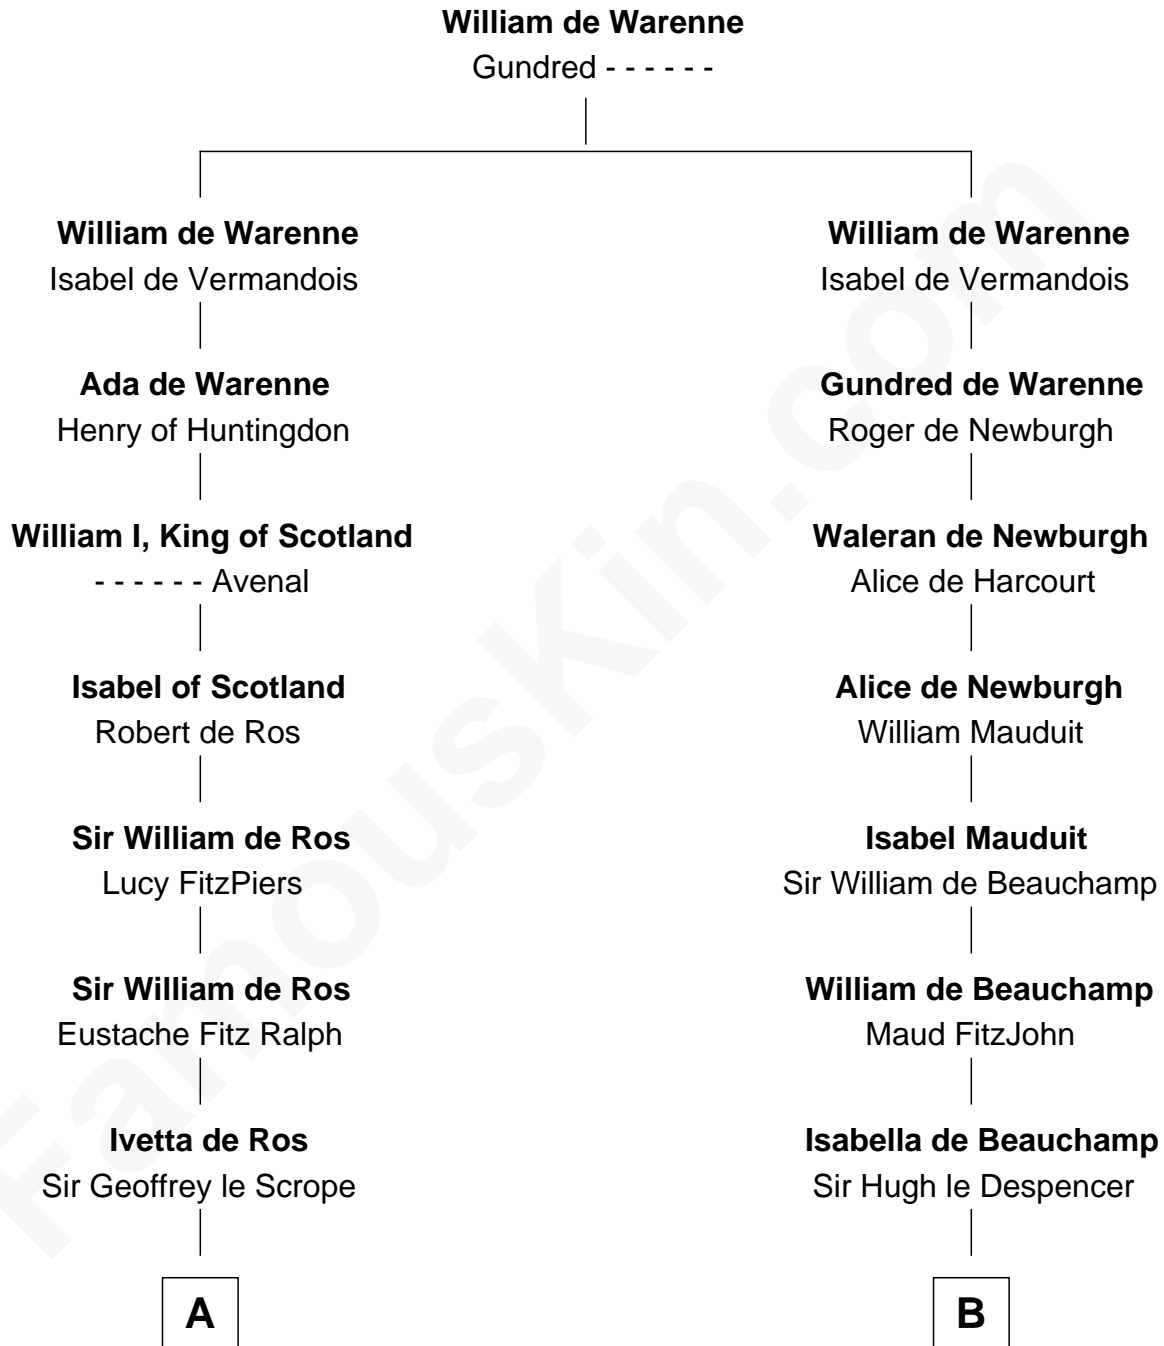 William de Warenne
Gundred - - - - - -
William de Warenne
Isabel de Vermandois
William de Warenne
Isabel de Vermandois
Ada de Warenne
Henry of Huntingdon
Gundred de Warenne
Roger de Newburgh
William I, King of Scotland
- - - - - - Avenal
Waleran de Newburgh
Alice de Harcourt
Isabel of Scotland
Robert de Ros
Alice de Newburgh
William Mauduit
Sir William de Ros
Lucy FitzPiers
Isabel Mauduit
Sir William de Beauchamp
Sir William de Ros
Eustache Fitz Ralph
William de Beauchamp
Maud FitzJohn
Ivetta de Ros
Sir Geoffrey le Scrope
Isabella de Beauchamp
Sir Hugh le Despencer
A
B
FamousKin.com